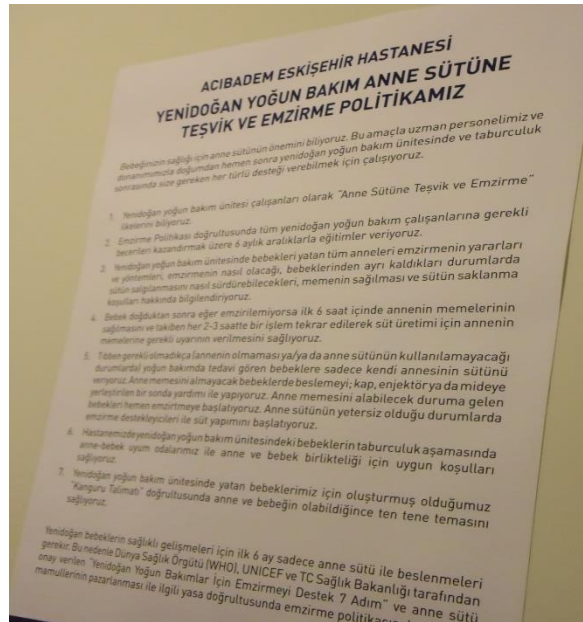 ACIBADEM ESKİŞEHİR HASTANESİ
YENİDOĞAN YOĞUN BAKIM ANNE SÜTÜNE
TEŞVİK VE EMZİRME POLİTİKAMIZ
Bebeğinizin sağlığı için anne sütünün önemini biliyoruz. Bu amaçla uzman personelimiz ve
donanımımızla doğumdan hemen sonra yenidoğan yoğun bakım ünitesinde ve taburculuk
sonrasında size gereken her türlü desteği verebilmek için çalışıyoruz.
1. Yenidoğan yoğun bakım ünitesi çalışanları olarak "Anne Sütüne Teşvik ve Emzirme"
ilkelerini biliyoruz.
2. Emzirme Politikası doğrultusunda tüm yenidoğan yoğun bakım çalışanlarına gerekli
becerileri kazandırmak üzere 6 aylık aralıklarla eğitimler veriyoruz.
3. Yenidoğan yoğun bakım ünitesinde bebekleri yatan tüm anneleri emzirmenin yararları
ve yöntemleri, emzirmenin nasıl olacağı, bebeklerinden ayrı kaldıkları durumlarda
sütün salgılanmasını nasıl sürdürebilecekleri, memenin sağılması ve sütün saklanma
koşulları hakkında bilgilendiriyoruz.
4. Bebek doğduktan sonra eğer emzirilemiyorsa ilk 6 saat içinde annenin memelerinin
sağılmasını ve takiben her 2-3 saatte bir işlem tekrar edilerek süt üretimi için annenin
memelerine gerekli uyarının verilmesini sağlıyoruz.
5. Tıbben gerekli olmadıkça (annenin olmaması ya/ya da anne sütünün kullanılamayacağı
durumlarda) yoğun bakımda tedavi gören bebeklere sadece kendi annesinin sütünü
veriyoruz. Anne memesini almayacak bebeklerde beslemeyi; kap, enjektör ya da mideye
yerleştirilen bir sonda yardımı ile yapıyoruz. Anne memesini alabilecek duruma gelen
bebekleri hemen emzirtmeye başlatıyoruz. Anne sütünün yetersiz olduğu durumlarda
emzirme destekleyicileri ile süt yapımını başlatıyoruz.
6. Hastanemizde yenidoğan yoğun bakım ünitesindeki bebeklerin taburculuk aşamasında
anne-bebek uyum odalarımız ile anne ve bebek birlikteliği için uygun koşulları
sağlıyoruz.
7. Yenidoğan yoğun bakım ünitesinde yatan bebeklerimiz için oluşturmuş olduğumuz
"Kanguru Talimatı" doğrultusunda anne ve bebeğin olabildiğince ten tene temasını
sağlıyoruz.
Yenidoğan bebeklerin sağlıklı gelişmeleri için ilk 6 ay sadece anne sütü ile beslenmeleri
gerekir. Bu nedenle Dünya Sağlık Örgütü (WHO), UNICEF ve TC Sağlık Bakanlığı tarafından
onay verilen "Yenidoğan Yoğun Bakımlar İçin Emzirmeyi Destek 7 Adım" ve anne sütü
mamullerinin pazarlanması ile ilgili yasa doğrultusunda emzirme